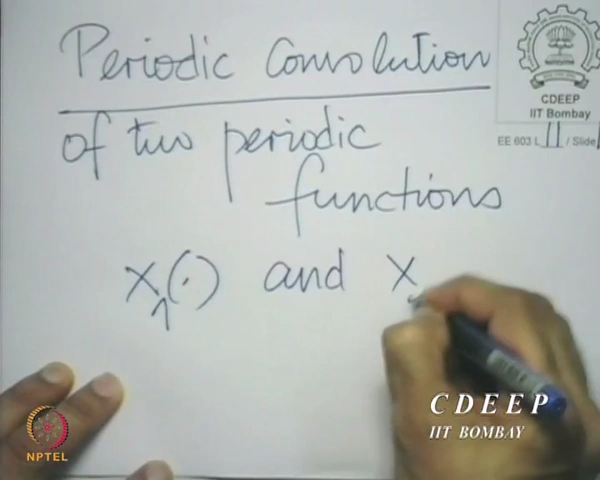 Periodic Convolution
of two periodic
functions
x₁(·) and x
CDEEP
IIT Bombay
EE 603 L 11 / Slide
CDEEP
IIT BOMBAY
NPTEL